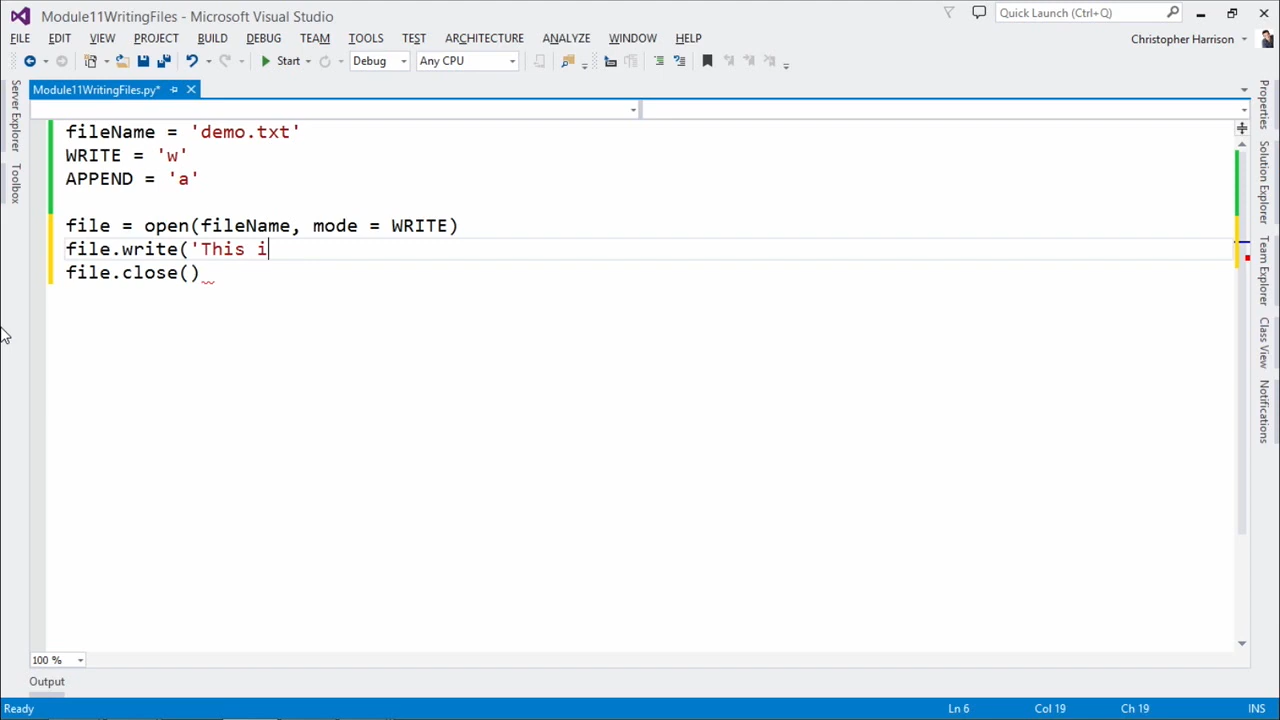 Module11WritingFiles - Microsoft Visual Studio
Quick Launch (Ctrl+Q)
FILE EDIT VIEW PROJECT BUILD DEBUG TEAM TOOLS TEST ARCHITECTURE ANALYZE WINDOW HELP
Christopher Harrison
Start Debug Any CPU
Module11WritingFiles.py*
fileName = 'demo.txt'
WRITE = 'w'
APPEND = 'a'
file = open(fileName, mode = WRITE)
file.write('This i
file.close()
Server Explorer
Toolbox
Properties
Solution Explorer
Team Explorer
Class View
Notifications
100 %
Output
Ready Ln 6 Col 19 Ch 19 INS